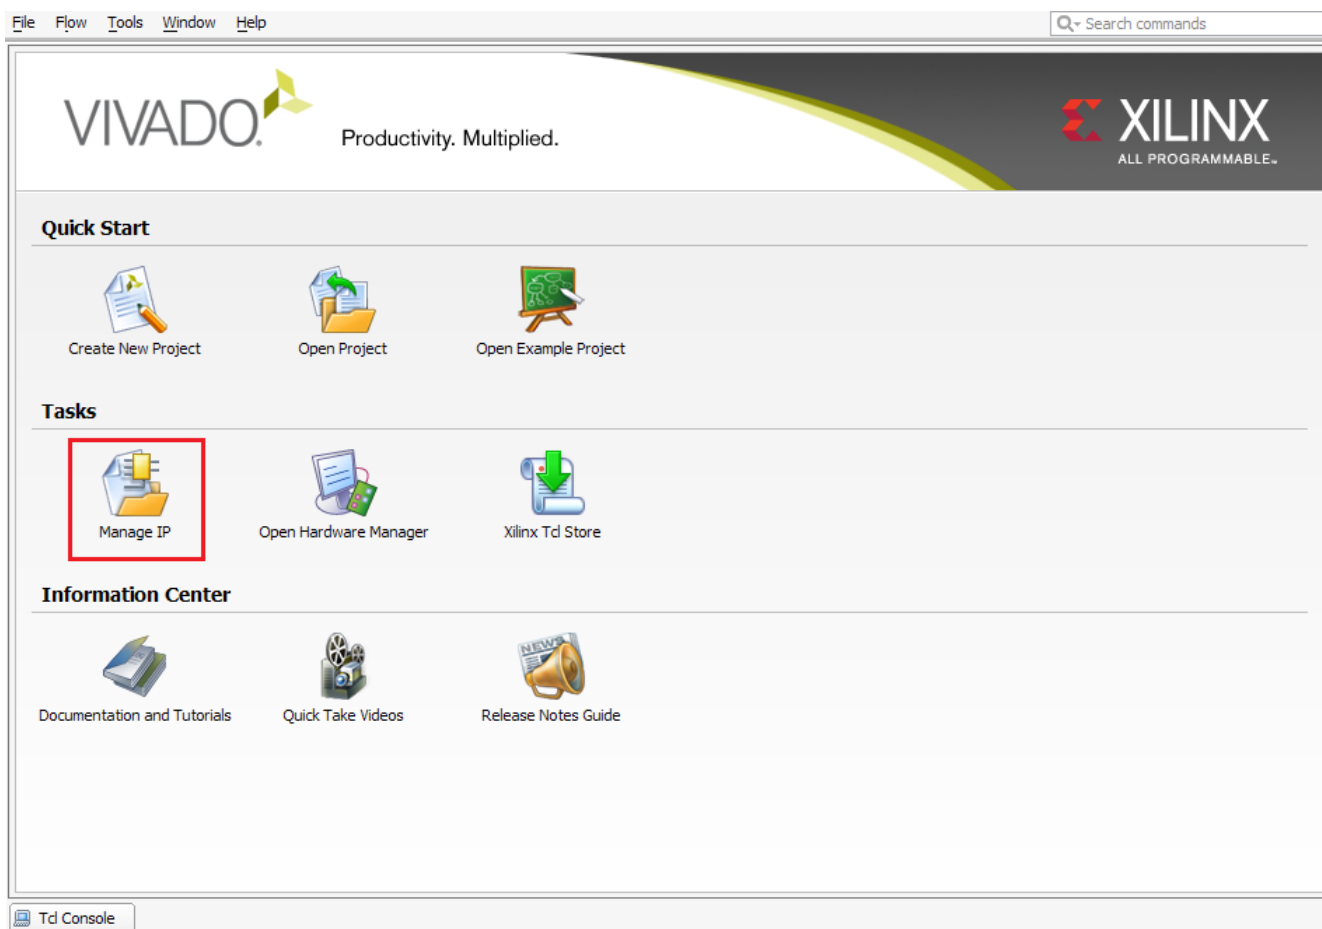 File Flow Tools Window Help
Search commands
VIVADO.
Productivity. Multiplied.
XILINX
ALL PROGRAMMABLE™
Quick Start
Create New Project
Open Project
Open Example Project
Tasks
Manage IP
Open Hardware Manager
Xilinx Tcl Store
Information Center
NEWS
Documentation and Tutorials
Quick Take Videos
Release Notes Guide
Tcl Console